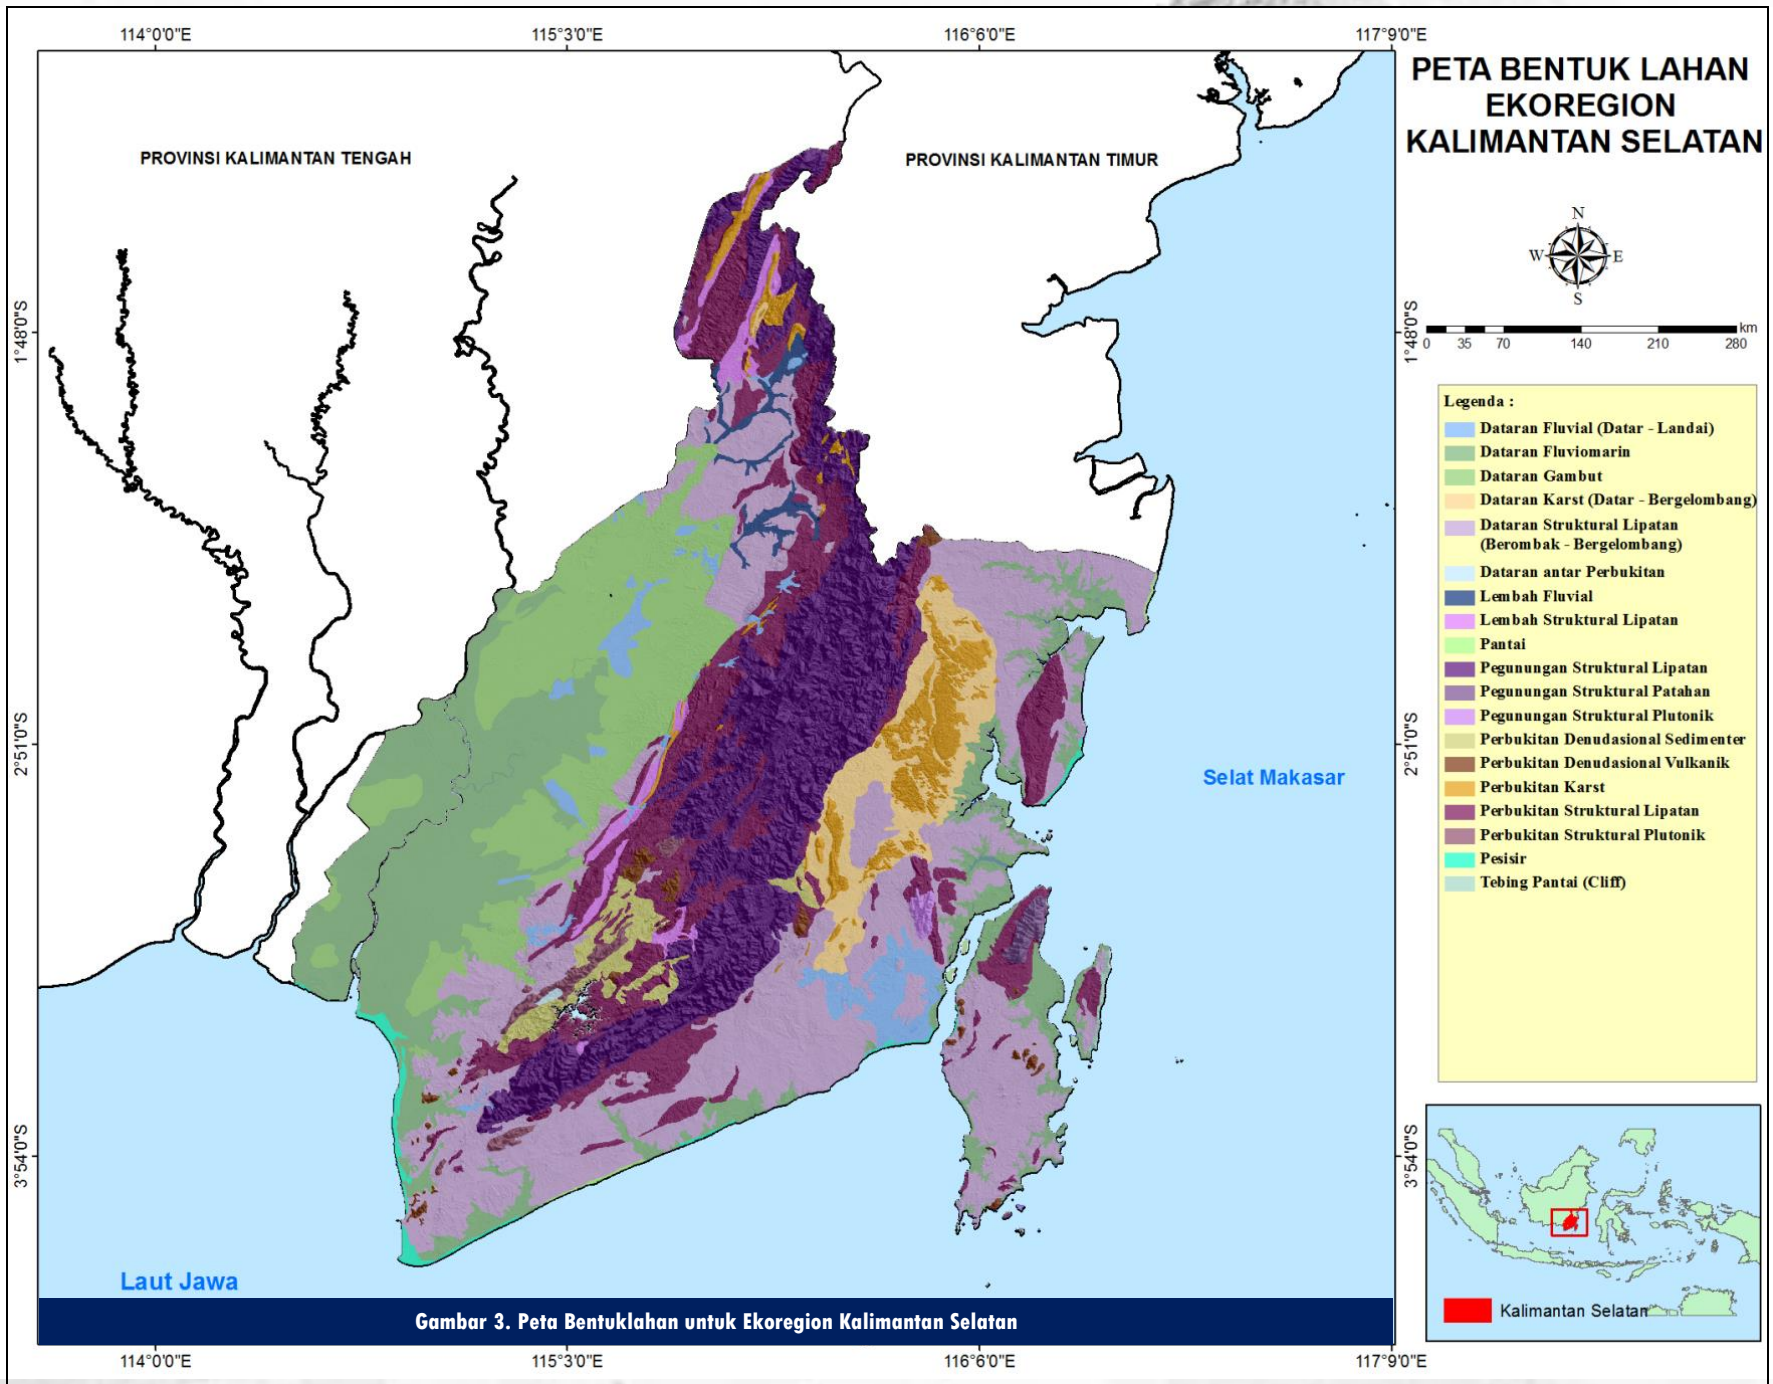 114°0'0"E
115°3'0"E
116°6'0"E
117°9'0"E
PETA BENTUK LAHAN
EKOREGION
KALIMANTAN SELATAN
PROVINSI KALIMANTAN TENGAH
PROVINSI KALIMANTAN TIMUR
N
W
E
S
1°48'0"S
1°48'0"S
km
0
35
70
140
210
280
Legenda :
Dataran Fluvial (Datar - Landai)
Dataran Fluviomarin
Dataran Gambut
Dataran Karst (Datar - Bergelombang)
Dataran Struktural Lipatan
(Berombak - Bergelombang)
Dataran antar Perbukitan
Lembah Fluvial
Lembah Struktural Lipatan
Pantai
Pegunungan Struktural Lipatan
Pegunungan Struktural Patahan
Pegunungan Struktural Plutonik
Perbukitan Denudasional Sedimenter
Perbukitan Denudasional Vulkanik
Perbukitan Karst
Perbukitan Struktural Lipatan
Perbukitan Struktural Plutonik
Pesisir
Tebing Pantai (Cliff)
2°51'0"S
2°51'0"S
Selat Makasar
3°54'0"S
3°54'0"S
Laut Jawa
Kalimantan Selatan
Gambar 3. Peta Bentuklahan untuk Ekoregion Kalimantan Selatan
114°0'0"E
115°3'0"E
116°6'0"E
117°9'0"E